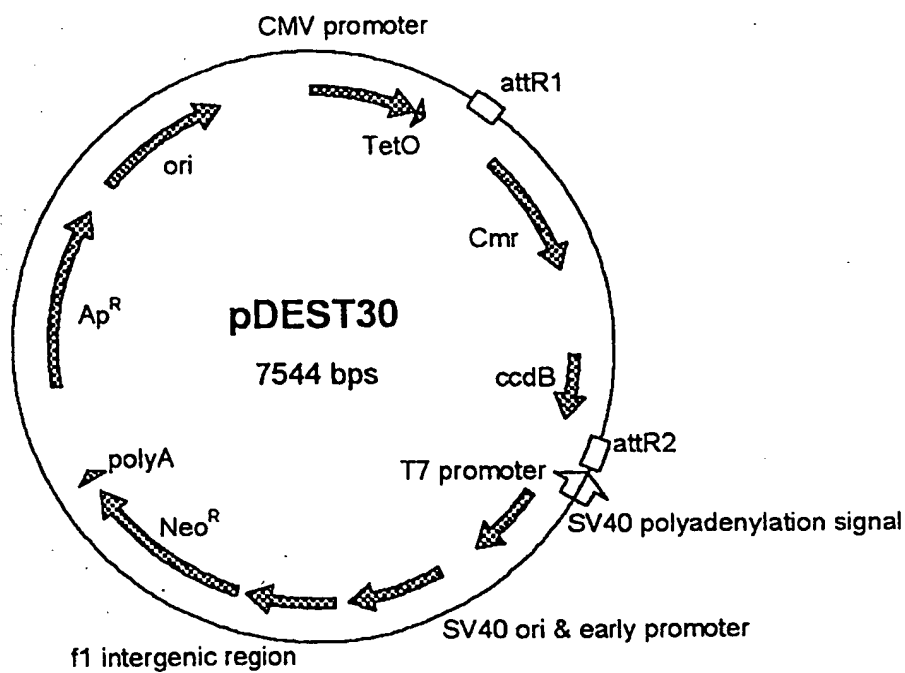 CMV promoter
attR1
TetO
ori
Cmr
Ap^R
pDEST30
7544 bps
ccdB
attR2
polyA
T7 promoter
Neo^R
SV40 polyadenylation signal
SV40 ori & early promoter
f1 intergenic region